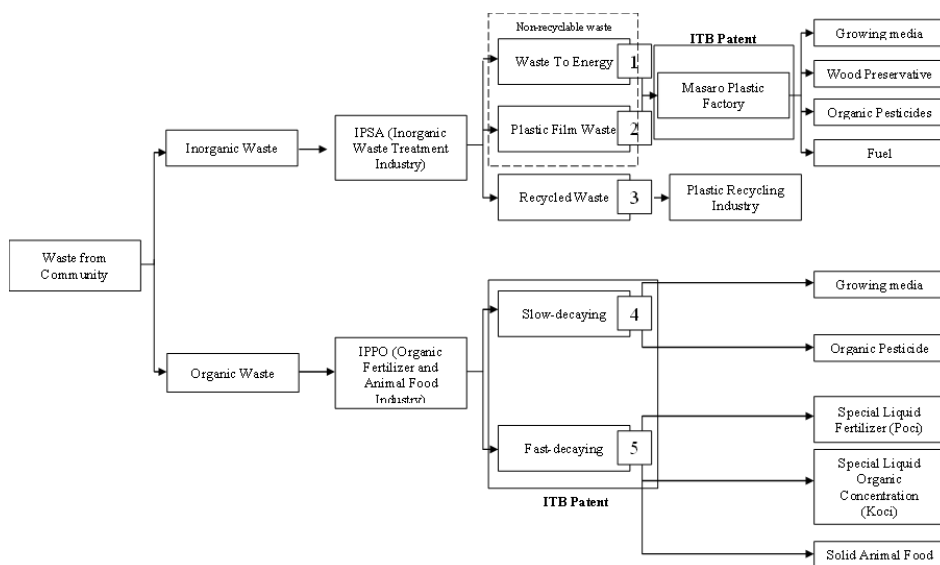 Non-recyclable waste
ITB Patent
Growing media
Waste To Energy
1
Wood Preservative
Masaro Plastic
Factory
Plastic Film Waste
2
Organic Pesticides
Inorganic Waste
IPSA (Inorganic
Waste Treatment
Industry)
Fuel
Recycled Waste
3
Plastic Recycling
Industry
Waste from
Community
Growing media
Slow-decaying
4
Organic Waste
IPPO (Organic
Fertilizer and
Animal Food
Industry)
Organic Pesticide
Special Liquid
Fertilizer (Poci)
Fast-decaying
5
Special Liquid
Organic
Concentration
(Koci)
ITB Patent
Solid Animal Food